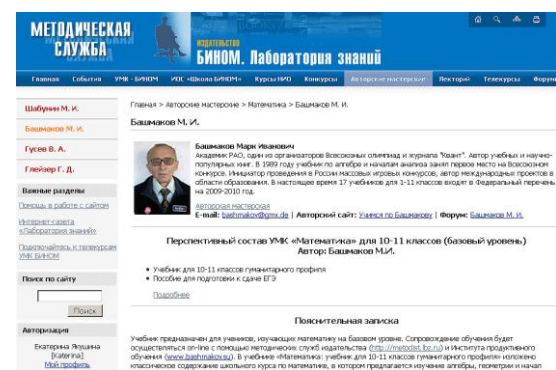 МЕТОДИЧЕСКАЯ
СЛУЖБА
ИЗДАТЕЛЬСТВО
БИНОМ. Лаборатория знаний
Главная События УМК - БИНОМ ИОС «Школа БИНОМ» Курсы НИО Конкурсы Авторские мастерские Лекторий Телекурсы Форум
Шабунин М. И.
Башмаков М. И.
Гусев В. А.
Глейзер Г. Д.
Важные разделы
Помощь в работе с сайтом
Интернет-газета
«Лаборатория знаний»
Подключайтесь к телекурсам
УМК БИНОМ
Поиск по сайту
Поиск
Авторизация
Екатерина Якушина
[Katerina]
Мой профиль
Главная > Авторские мастерские > Математика > Башмаков М. И.
Башмаков М. И.
Башмаков Марк Иванович
Академик РАО, один из организаторов Всесоюзных олимпиад и журнала "Квант". Автор учебных и научно-
популярных книг. В 1989 году учебник по алгебре и началам анализа занял первое место на Всесоюзном
конкурсе. Инициатор проведения в России массовых игровых конкурсов, автор международных проектов в
области образования. В настоящее время 17 учебников для 1-11 классов входят в Федеральный перечень
на 2009-2010 год.
Авторская мастерская
E-mail: bashmakov@gmx.de | Авторский сайт: Учимся по Башмакову | Форум: Башмаков М. И.
Перспективный состав УМК «Математика» для 10-11 классов (базовый уровень)
Автор: Башмаков М.И.
Учебник для 10-11 классов гуманитарного профиля
Пособие для подготовки к сдаче ЕГЭ
Подробнее
Пояснительная записка
Учебник предназначен для учеников, изучающих математику на базовом уровне. Сопровождение обучения будет
осуществляться on-line с помощью методических служб издательства (http://metodist.lbz.ru) и Института продуктивного
обучения (www.bashmakov.su). В учебнике «Математика: учебник для 10-11 классов гуманитарного профиля» изложено
классическое содержание школьного курса по математике, в котором предлагается изучение алгебры, геометрии и начал